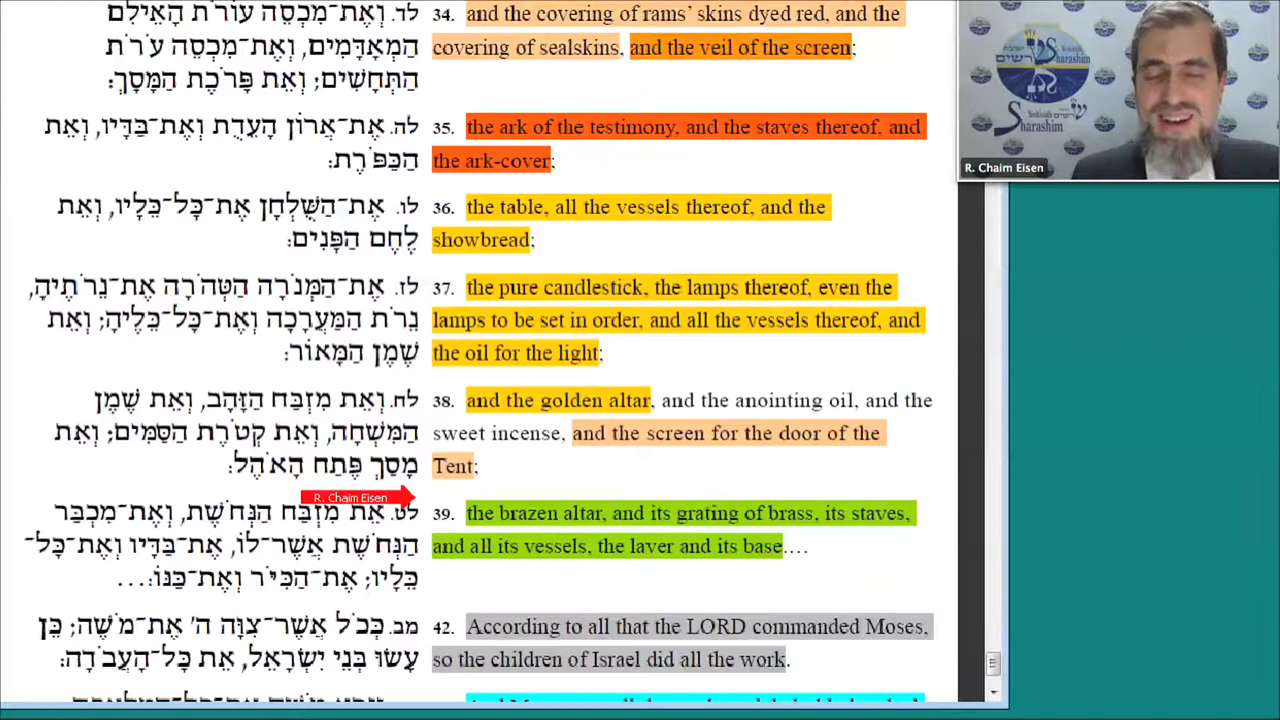 לד. וְאֶת־מִכְסֵה עוֹרֹת הָאֵילִם
הַמְאָדָּמִים, וְאֶת־מִכְסֵה עֹרֹת
הַתְּחָשִׁים; וְאֵת פָּרֹכֶת הַמָּסָךְ:
34. and the covering of rams’ skins dyed red, and the
covering of sealskins, and the veil of the screen;
לה. אֶת־אֲרוֹן הָעֵדֻת וְאֶת־בַּדָּיו, וְאֵת
הַכַּפֹּרֶת:
35. the ark of the testimony, and the staves thereof, and
the ark-cover;
לו. אֶת־הַשֻּׁלְחָן אֶת־כָּל־כֵּלָיו, וְאֵת
לֶחֶם הַפָּנִים:
36. the table, all the vessels thereof, and the
showbread;
לז. אֶת־הַמְּנֹרָה הַטְּהֹרָה אֶת־נֵרֹתֶיהָ,
נֵרֹת הַמַּעֲרָכָה וְאֶת־כָּל־כֵּלֶיהָ; וְאֵת
שֶׁמֶן הַמָּאוֹר:
37. the pure candlestick, the lamps thereof, even the
lamps to be set in order, and all the vessels thereof, and
the oil for the light;
לח. וְאֵת מִזְבַּח הַזָּהָב, וְאֵת שֶׁמֶן
הַמִּשְׁחָה, וְאֵת קְטֹרֶת הַסַּמִּים; וְאֵת
מָסַךְ פֶּתַח הָאֹהֶל:
38. and the golden altar, and the anointing oil, and the
sweet incense, and the screen for the door of the
Tent;
R. Chaim Eisen
לט. אֵת מִזְבַּח הַנְּחֹשֶׁת, וְאֶת־מִכְבַּר
הַנְּחֹשֶׁת אֲשֶׁר־לוֹ, אֶת־בַּדָּיו וְאֶת־כָּל־
כֵּלָיו; אֶת־הַכִּיֹּר וְאֶת־כַּנּוֹ:...
39. the brazen altar, and its grating of brass, its staves,
and all its vessels, the laver and its base....
מב. כְּכֹל אֲשֶׁר־צִוָּה ה' אֶת־מֹשֶׁה; כֵּן
עָשׂוּ בְּנֵי יִשְׂרָאֵל, אֵת כָּל־הָעֲבֹדָה:
42. According to all that the LORD commanded Moses,
so the children of Israel did all the work.
Yeshivath
Sharashim
ישיבת
שרשים
Sharashim
שרשים
R. Chaim Eisen